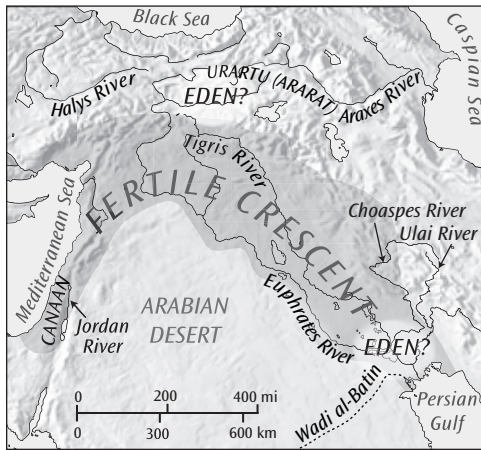 Black Sea
Caspian Sea
URARTU (ARARAT)
Halys River
EDEN?
Araxes River
Tigris River
FERTILE CRESCENT
Mediterranean Sea
Choaspes River
Ulai River
CANAAN
Jordan
River
ARABIAN
DESERT
Euphrates River
EDEN?
Wadi al-Batin
Persian
Gulf
0 200 400 mi
0 300 600 km